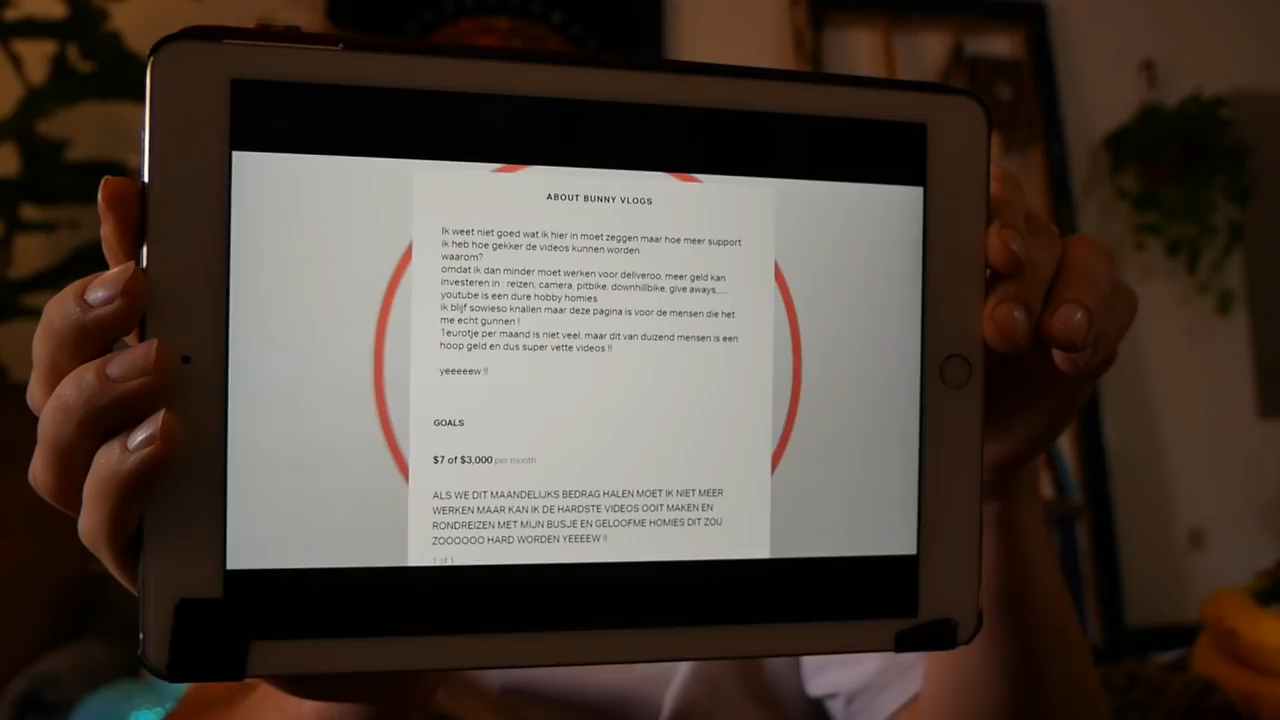 ABOUT BUNNY VLOGS
Ik weet niet goed wat ik hier in moet zeggen maar hoe meer support
ik heb hoe gekker de videos kunnen worden
waarom?
omdat ik dan minder moet werken voor deliveroo, meer geld kan
investeren in : reizen, camera, pitbike, downhillbike, give aways......
youtube is een dure hobby homies
ik blijf sowieso knallen maar deze pagina is voor de mensen die het
me echt gunnen !
1eurotje per maand is niet veel, maar dit van duizend mensen is een
hoop geld en dus super vette videos !!
yeeeeew !!
GOALS
$7 of $3,000 per month
ALS WE DIT MAANDELIJKS BEDRAG HALEN MOET IK NIET MEER
WERKEN MAAR KAN IK DE HARDSTE VIDEOS OOIT MAKEN EN
RONDREIZEN MET MIJN BUSJE EN GELOOFME HOMIES DIT ZOU
ZOOOOOO HARD WORDEN YEEEEW !!
1 of 1